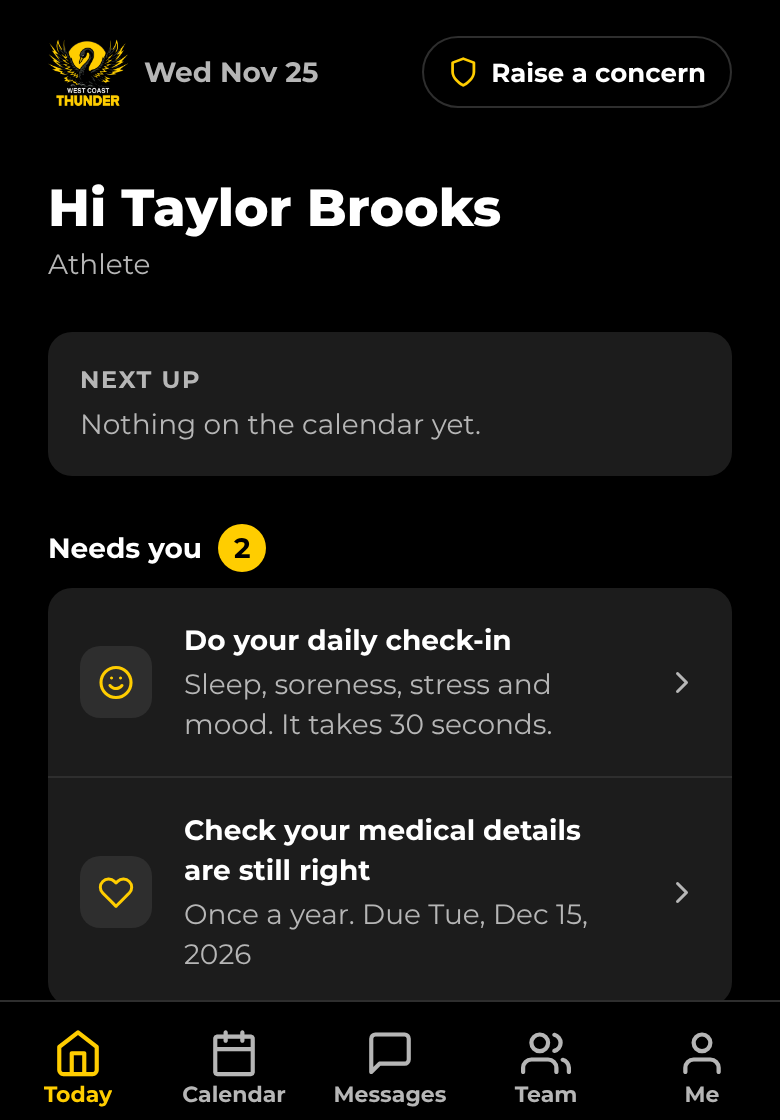 WEST COAST
THUNDER
Wed Nov 25
Raise a concern
Hi Taylor Brooks
Athlete
NEXT UP
Nothing on the calendar yet.
Needs you 2
Do your daily check-in
Sleep, soreness, stress and
mood. It takes 30 seconds.
Check your medical details
are still right
Once a year. Due Tue, Dec 15,
2026
Today
Calendar
Messages
Team
Me